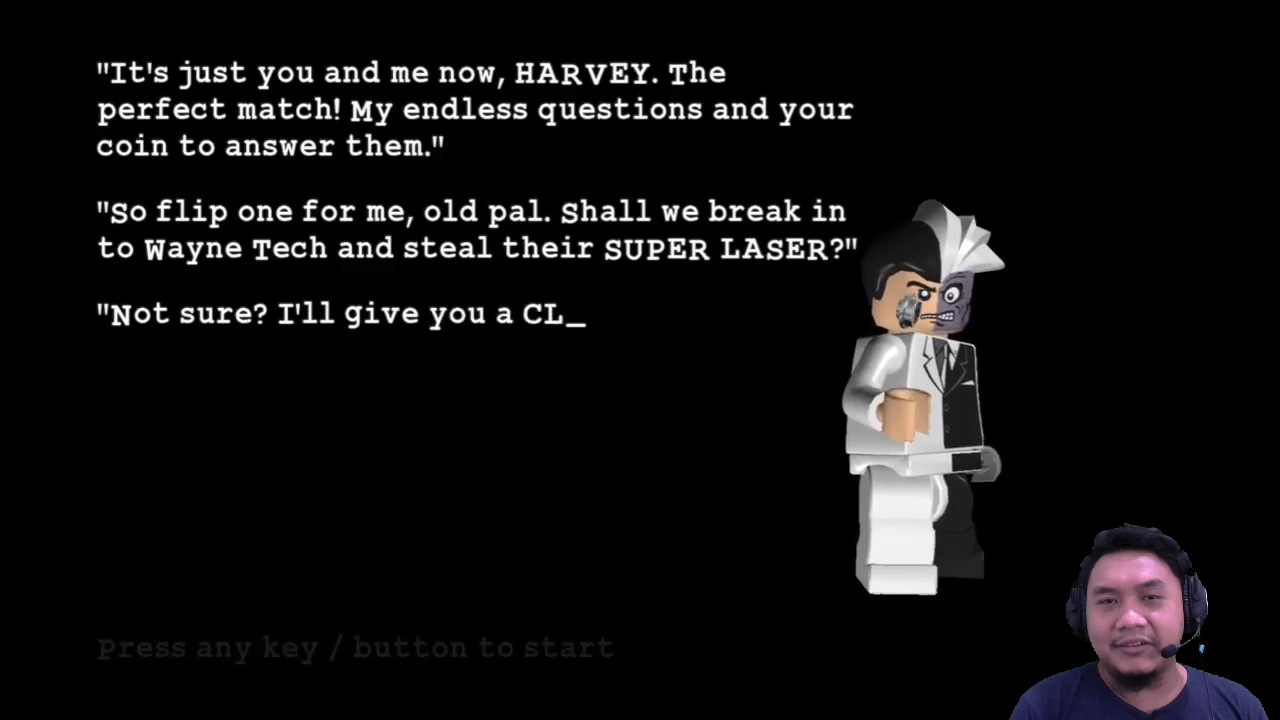 "It's just you and me now, HARVEY. The
perfect match! My endless questions and your
coin to answer them."
"So flip one for me, old pal. Shall we break in
to Wayne Tech and steal their SUPER LASER?"
"Not sure? I'll give you a CL_
Press any key / button to start